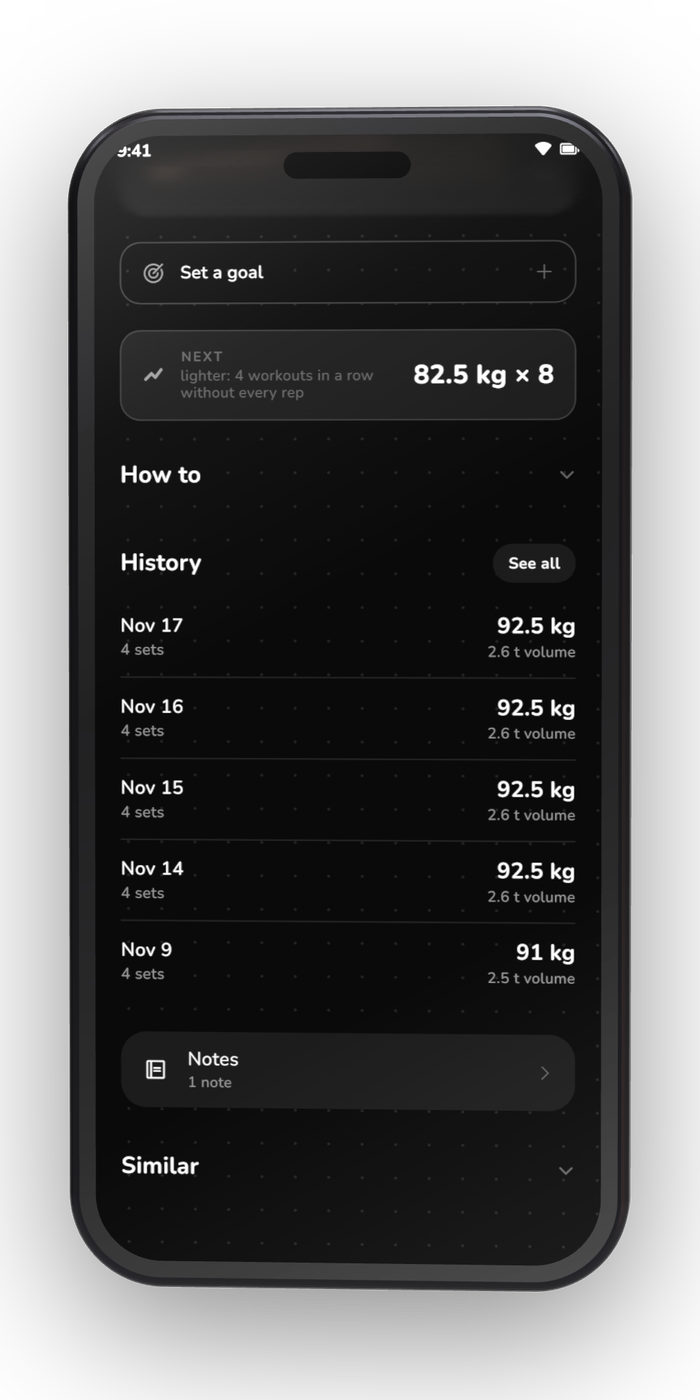 9:41
Set a goal
NEXT
lighter: 4 workouts in a row
without every rep
82.5 kg × 8
How to
History
See all
Nov 17
92.5 kg
4 sets
2.6 t volume
Nov 16
92.5 kg
4 sets
2.6 t volume
Nov 15
92.5 kg
4 sets
2.6 t volume
Nov 14
92.5 kg
4 sets
2.6 t volume
Nov 9
91 kg
4 sets
2.5 t volume
Notes
1 note
Similar